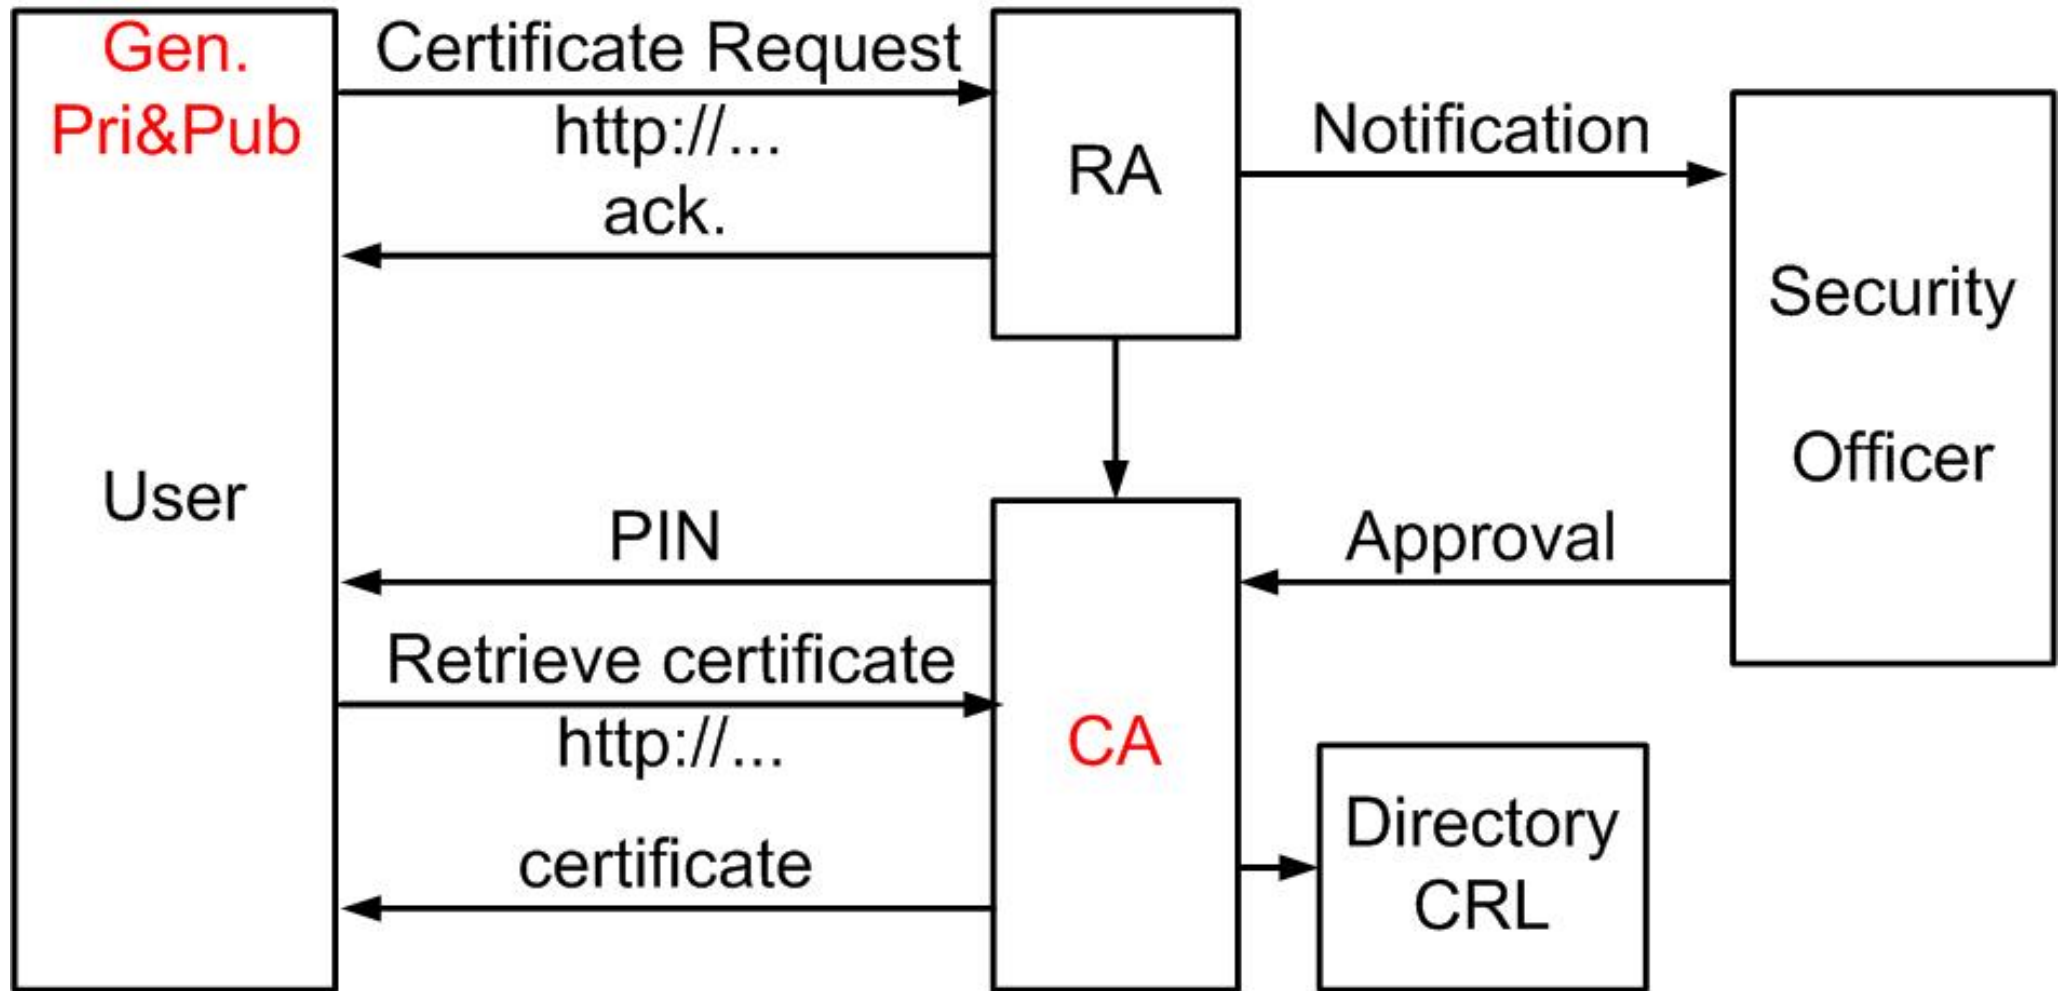 Gen.
Pri&Pub
User
Certificate Request
http://...
ack.
RA
Notification
Security
Officer
PIN
Approval
Retrieve certificate
http://...
CA
certificate
Directory
CRL